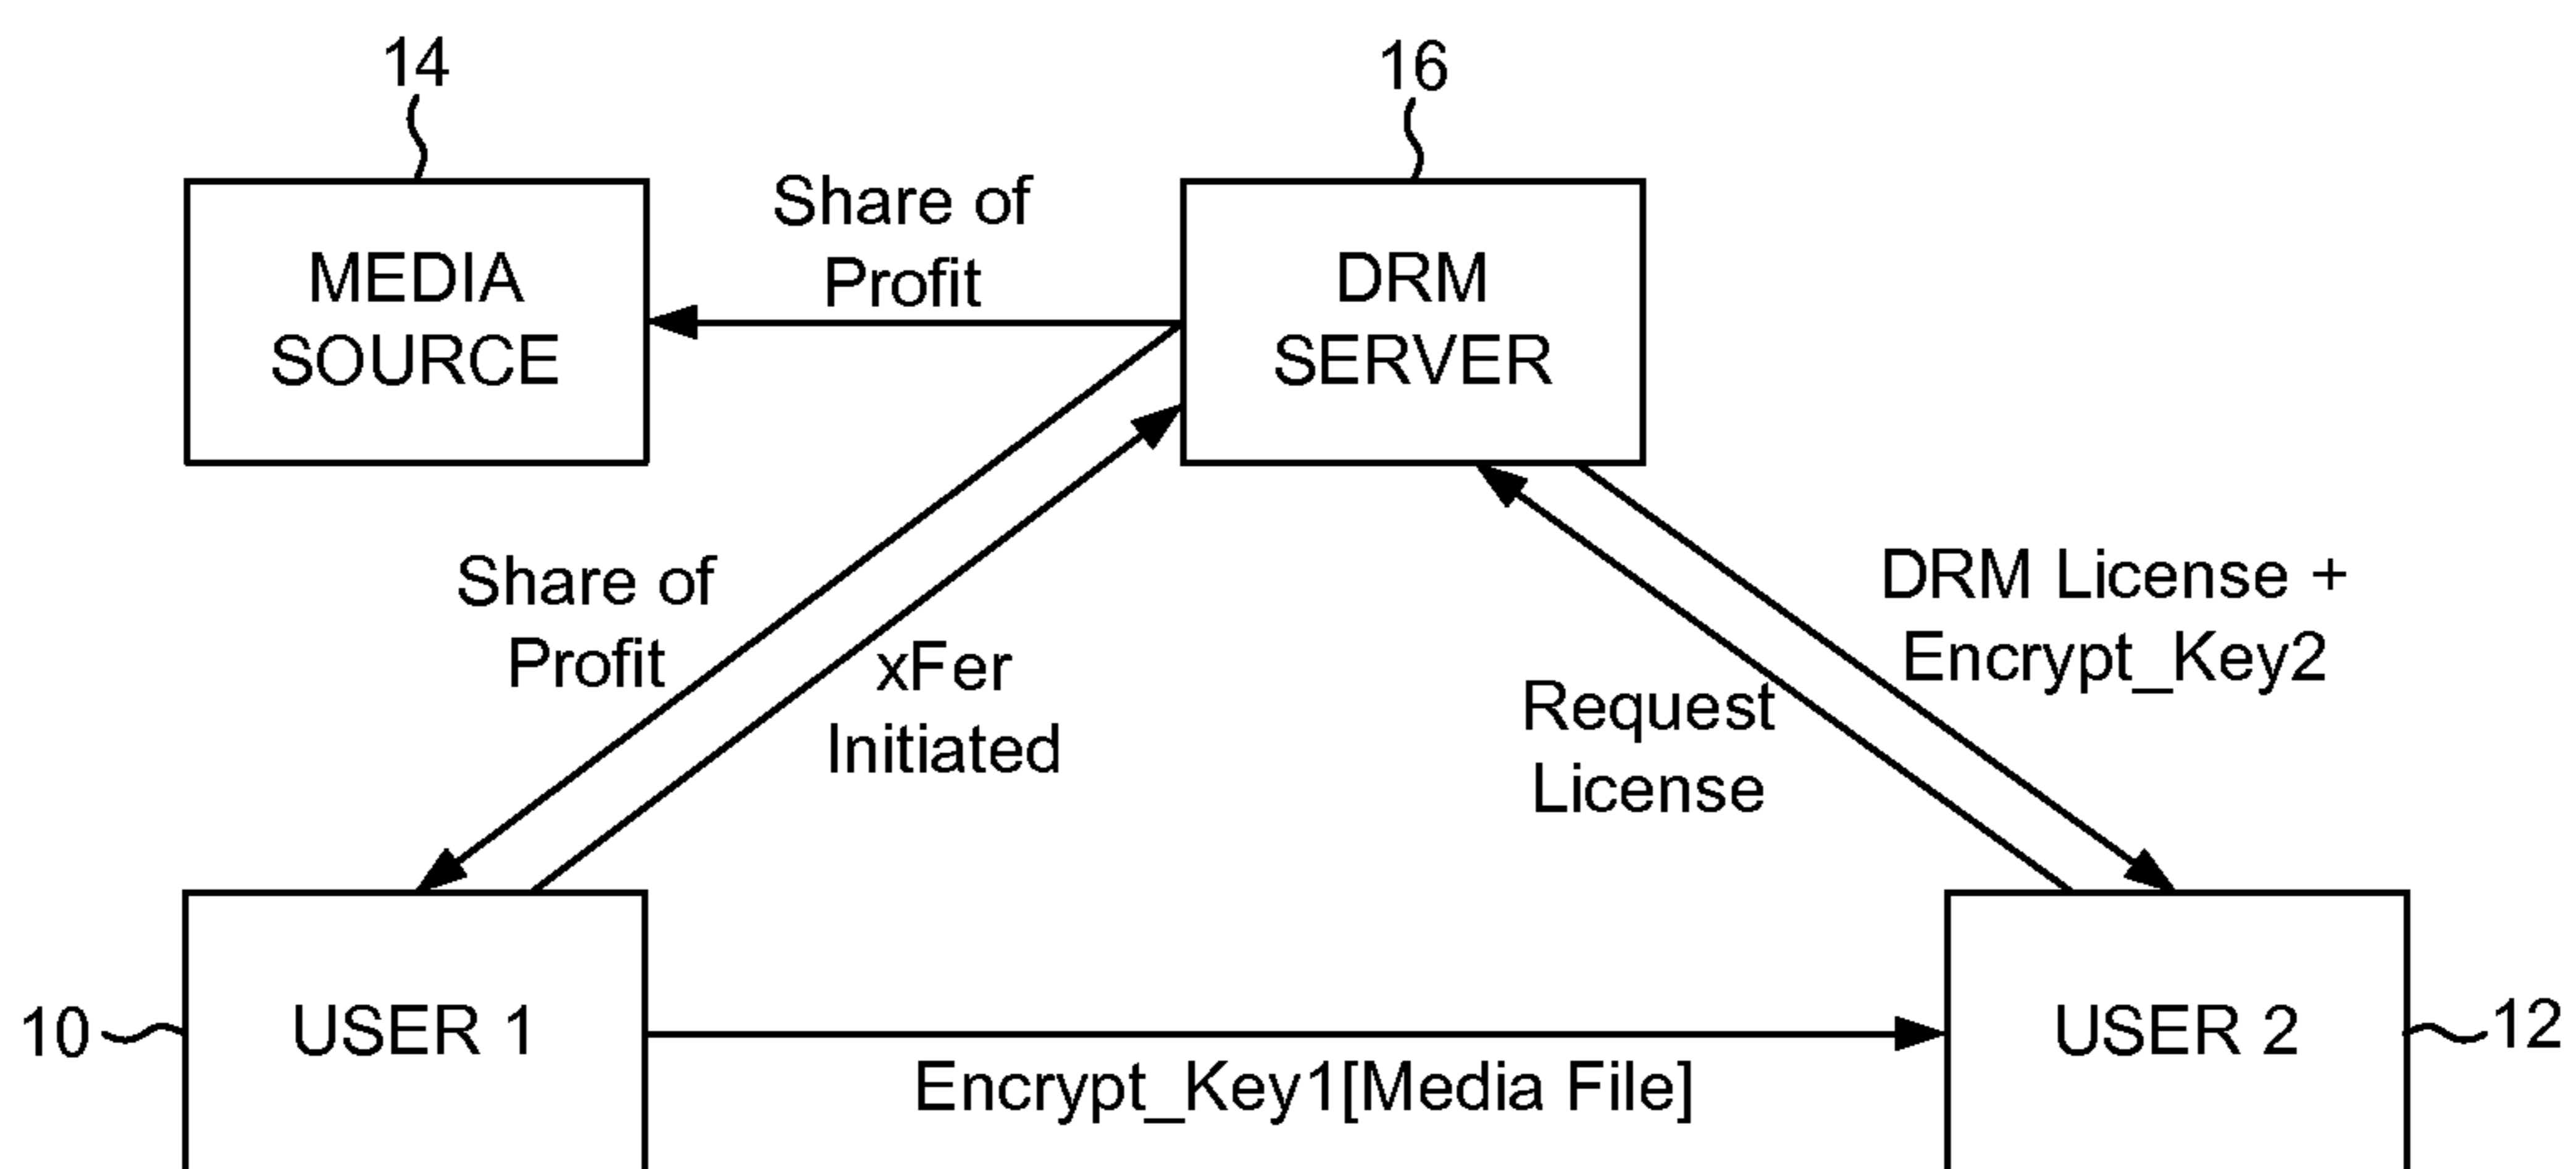 14
16
MEDIA
SOURCE
Share of
Profit
DRM
SERVER
Share of
Profit
xFer
Initiated
Request
License
DRM License +
Encrypt_Key2
10
USER 1
Encrypt_Key1[Media File]
USER 2
12